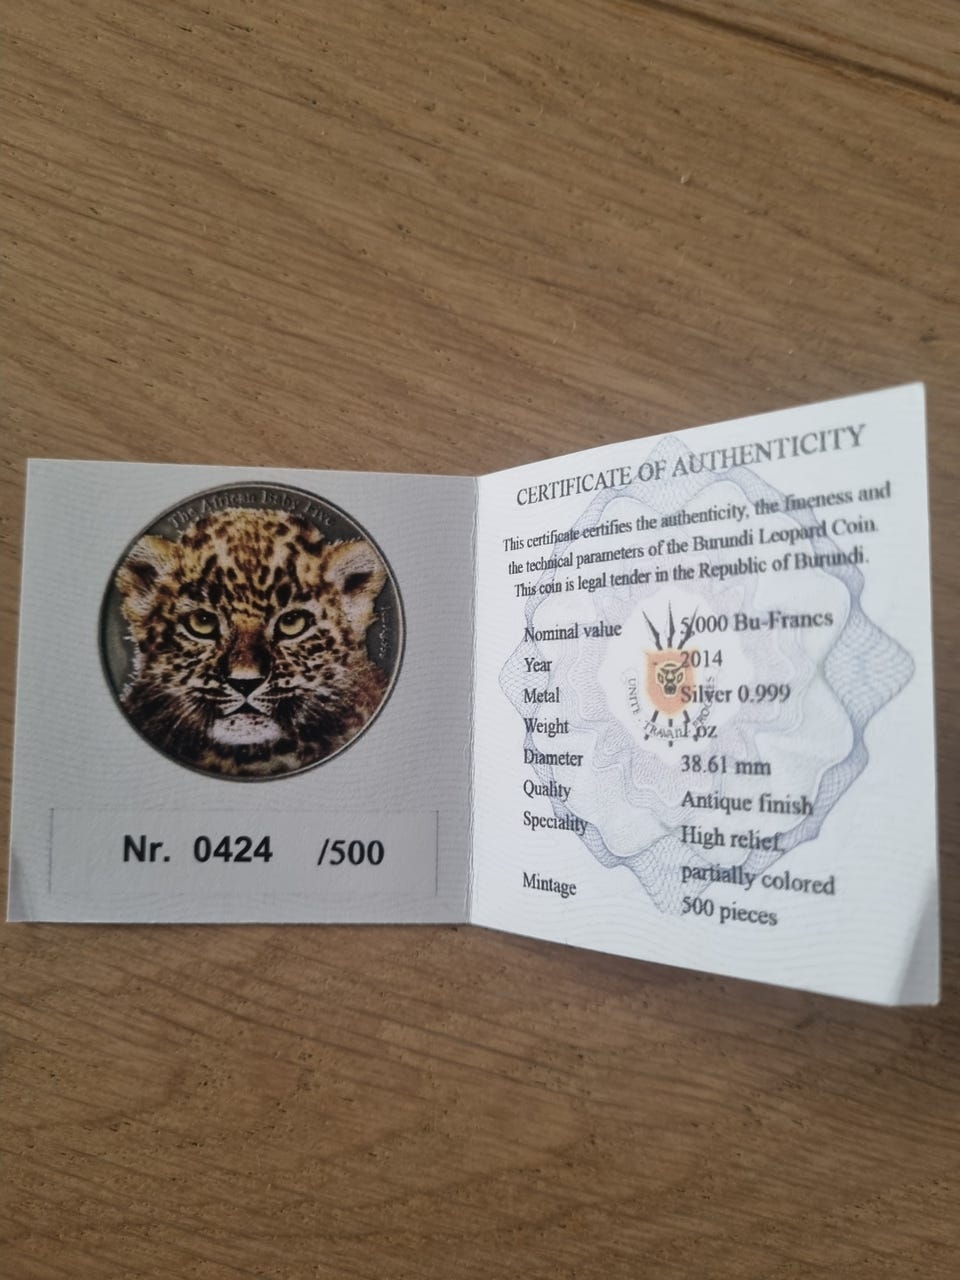 The African Baby Five
Nr. 0424 /500
CERTIFICATE OF AUTHENTICITY
This certificate certifies the authenticity, the fineness and
the technical parameters of the Burundi Leopard Coin.
This coin is legal tender in the Republic of Burundi.
Nominal value 5000 Bu-Francs
Year 2014
Metal Silver 0.999
Weight 1 oz
Diameter 38.61 mm
Quality Antique finish
Speciality High relief,
partially colored
Mintage 500 pieces
UNITE TRAVAIL PROGRES